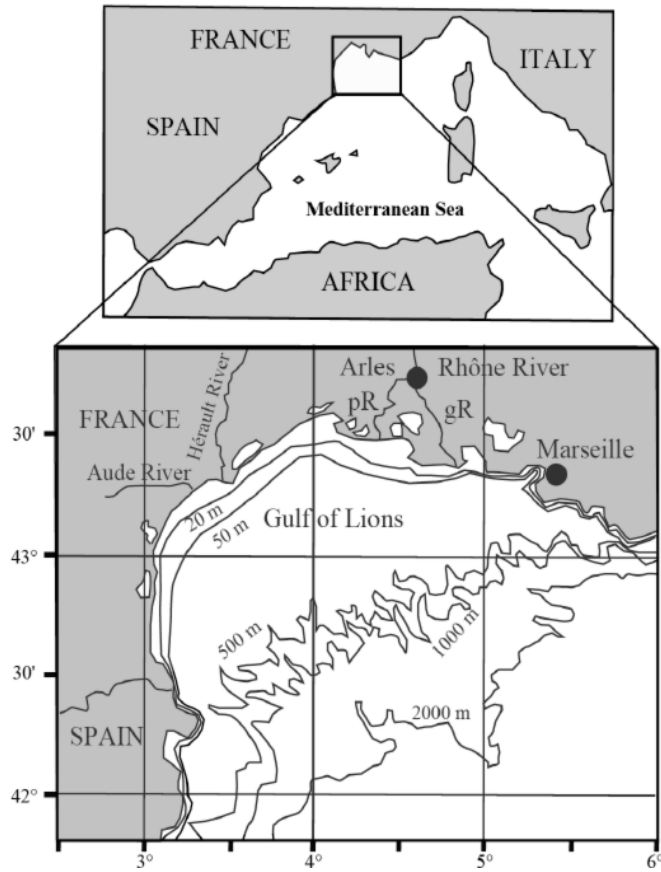 FRANCE
ITALY
SPAIN
Mediterranean Sea
AFRICA
Arles
Rhône River
pR
gR
Hérault River
FRANCE
30'
Marseille
Aude River
20 m
50 m
Gulf of Lions
43°
500 m
1000 m
30'
2000 m
SPAIN
42°
3°
4°
5°
6°